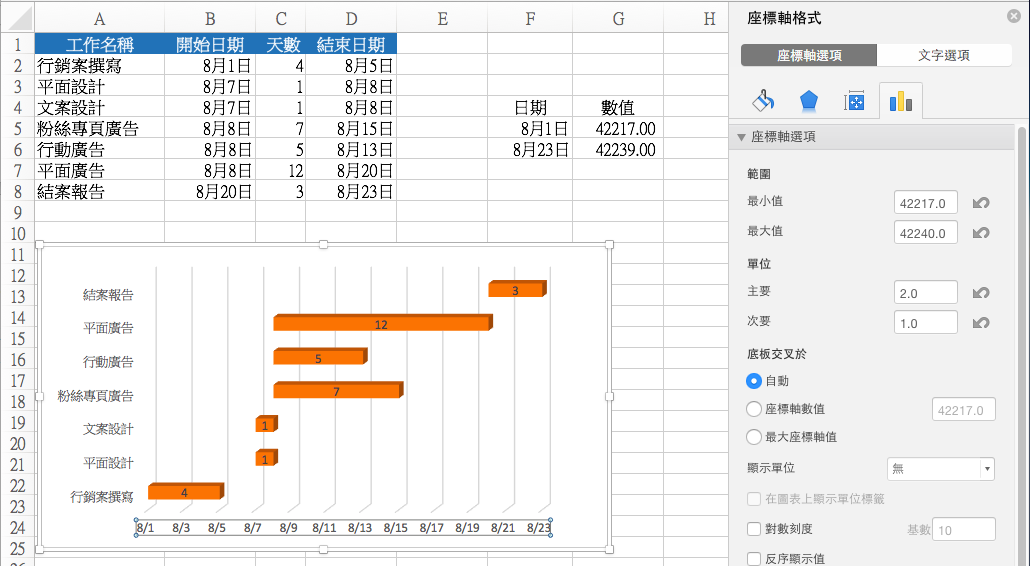 A B C D E F G H
1 工作名稱 開始日期 天數 結束日期
2 行銷案撰寫 8月1日 4 8月5日
3 平面設計 8月7日 1 8月8日
4 文案設計 8月7日 1 8月8日 日期 數值
5 粉絲專頁廣告 8月8日 7 8月15日 8月1日 42217.00
6 行動廣告 8月8日 5 8月13日 8月23日 42239.00
7 平面廣告 8月8日 12 8月20日
8 結案報告 8月20日 3 8月23日
9
10
11
12
13
14
15
16
17
18
19
20
21
22
23
24
25
結案報告 3
平面廣告 12
行動廣告 5
粉絲專頁廣告 7
文案設計 1
平面設計 1
行銷案撰寫 4
8/1 8/3 8/5 8/7 8/9 8/11 8/13 8/15 8/17 8/19 8/21 8/23
座標軸格式
座標軸選項 文字選項
座標軸選項
範圍
最小值 42217.0
最大值 42240.0
單位
主要 2.0
次要 1.0
底板交叉於
自動
座標軸數值 42217.0
最大座標軸值
顯示單位 無
在圖表上顯示單位標籤
對數刻度 基數 10
反序顯示值